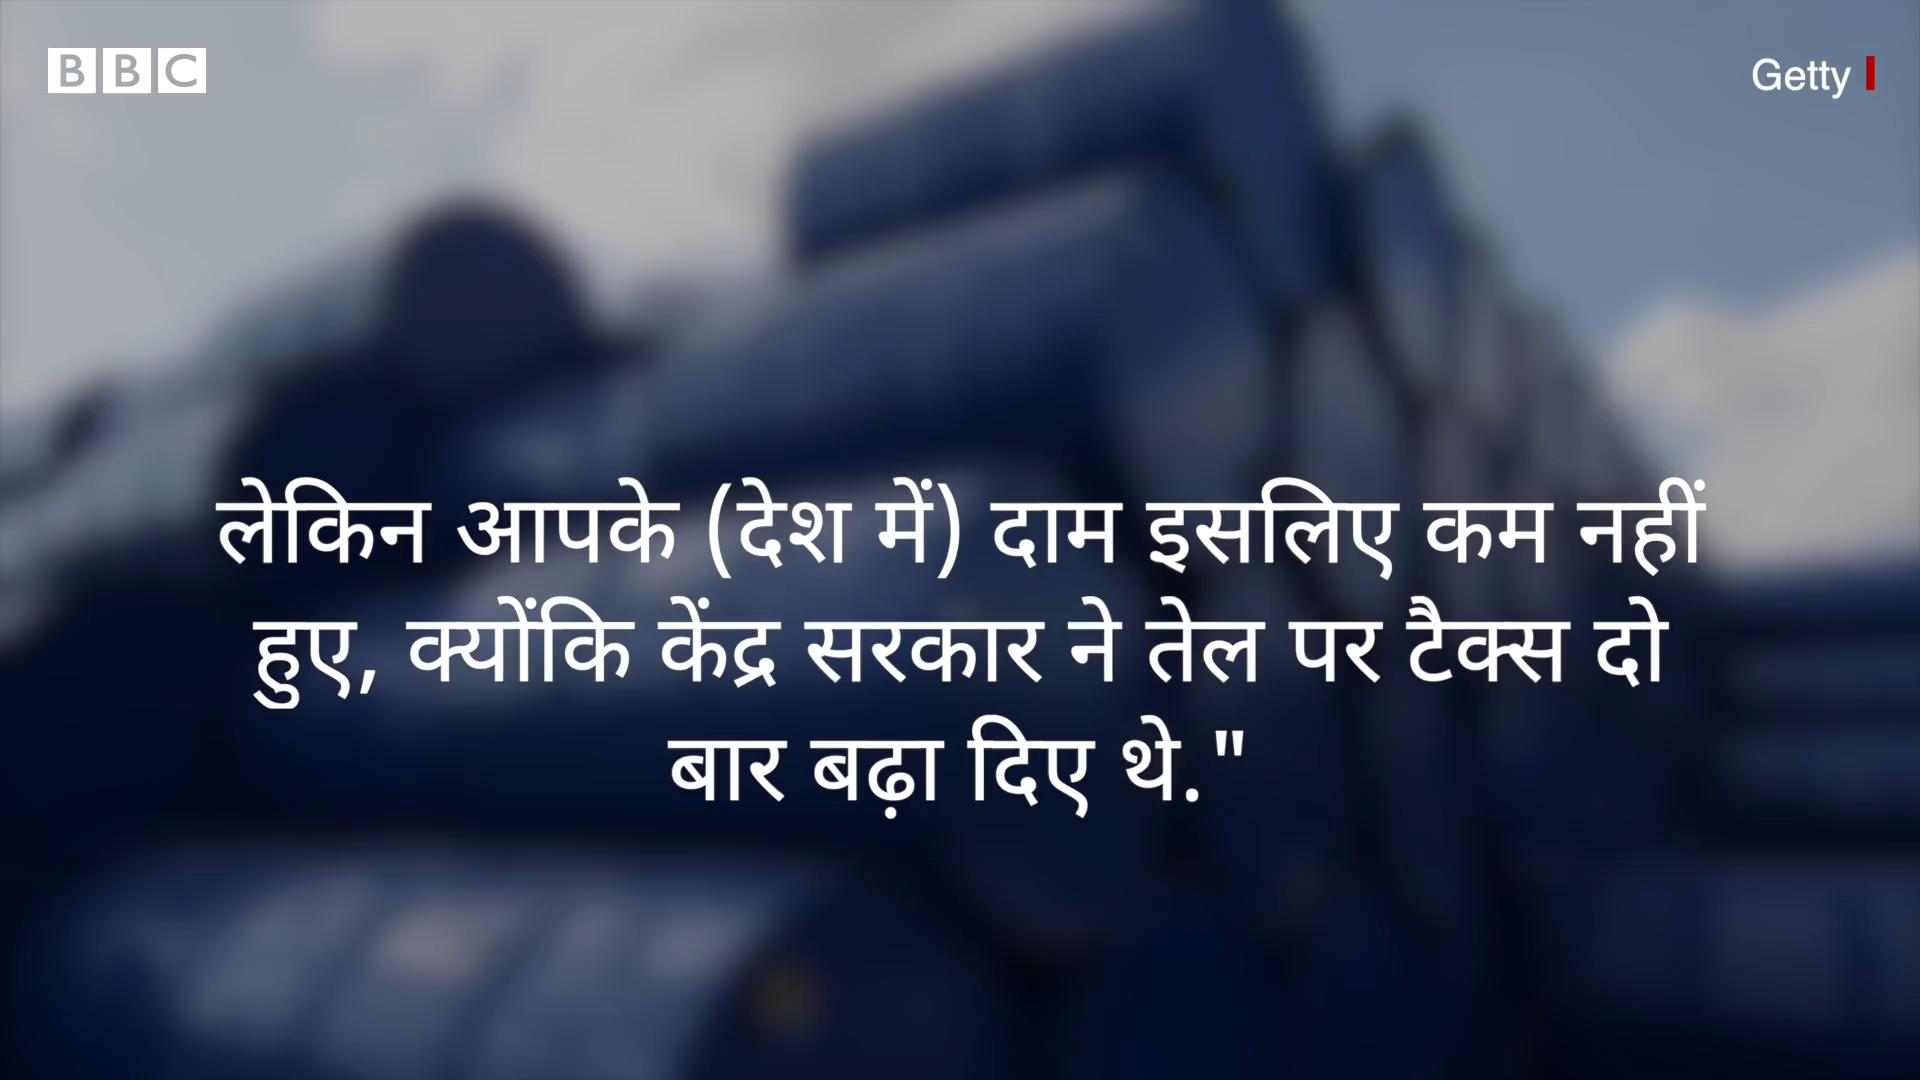 BBC
Getty
लेकिन आपके (देश में) दाम इसलिए कम नहीं
हुए, क्योंकि केंद्र सरकार ने तेल पर टैक्स दो
बार बढ़ा दिए थे."